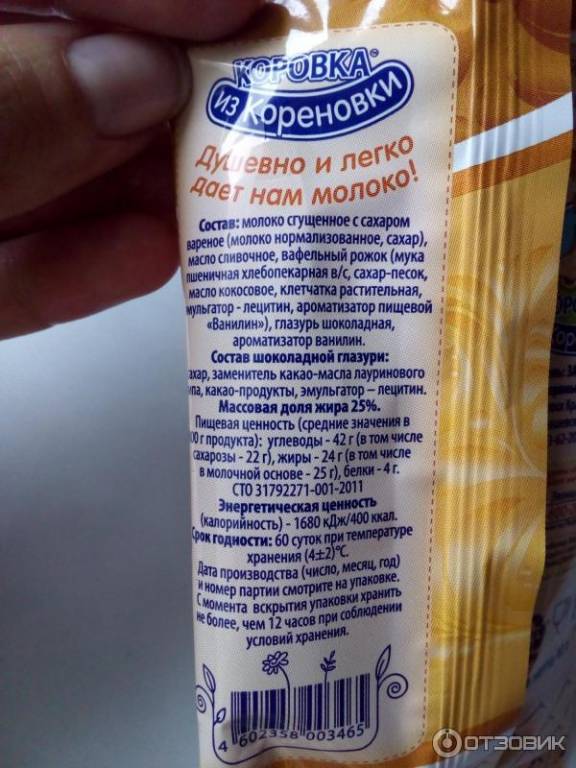 КОРОВКА
ИЗ Кореновки
Душевно и легко
дает нам молоко!
Состав: молоко сгущенное с сахаром
вареное (молоко нормализованное, сахар),
масло сливочное, вафельный рожок (мука
пшеничная хлебопекарная в/с, сахар-песок,
масло кокосовое, клетчатка растительная,
эмульгатор - лецитин, ароматизатор пищевой
«Ванилин»), глазурь шоколадная,
ароматизатор ванилин.
Состав шоколадной глазури:
сахар, заменитель какао-масла лауринового
типа, какао-продукты, эмульгатор – лецитин.
Массовая доля жира 25%.
Пищевая ценность (средние значения в
100 г продукта): углеводы - 42 г (в том числе
сахарозы - 22 г), жиры - 24 г (в том числе
в молочной основе - 25 г), белки - 4 г.
СТО 31792271-001-2011
Энергетическая ценность
(калорийность) - 1680 кДж/400 ккал.
Срок годности: 60 суток при температуре
хранения (4±2)°С.
Дата производства (число, месяц, год)
и номер партии смотрите на упаковке.
С момента вскрытия упаковки хранить
не более, чем 12 часов при соблюдении
условий хранения.
4 602358 003465
ОТЗОВИК